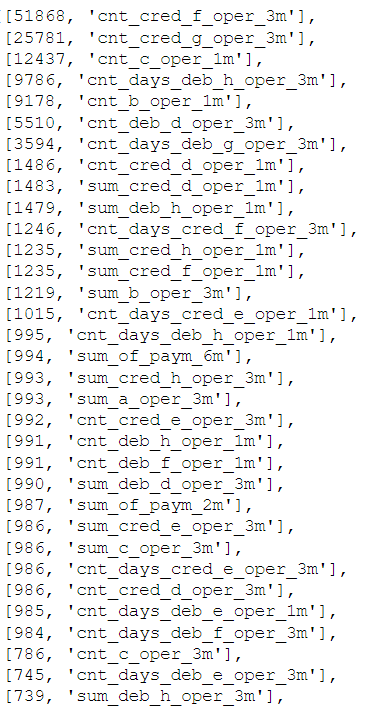 [[51868, 'cnt_cred_f_oper_3m'],
[25781, 'cnt_cred_g_oper_3m'],
[12437, 'cnt_c_oper_1m'],
[9786, 'cnt_days_deb_h_oper_3m'],
[9178, 'cnt_b_oper_1m'],
[5510, 'cnt_deb_d_oper_3m'],
[3594, 'cnt_days_deb_g_oper_3m'],
[1486, 'cnt_cred_d_oper_1m'],
[1483, 'sum_cred_d_oper_1m'],
[1479, 'sum_deb_h_oper_1m'],
[1246, 'cnt_days_cred_f_oper_3m'],
[1235, 'sum_cred_h_oper_1m'],
[1235, 'sum_cred_f_oper_1m'],
[1219, 'sum_b_oper_3m'],
[1015, 'cnt_days_cred_e_oper_1m'],
[995, 'cnt_days_deb_h_oper_1m'],
[994, 'sum_of_paym_6m'],
[993, 'sum_cred_h_oper_3m'],
[993, 'sum_a_oper_3m'],
[992, 'cnt_cred_e_oper_3m'],
[991, 'cnt_deb_h_oper_1m'],
[991, 'cnt_deb_f_oper_1m'],
[990, 'sum_deb_d_oper_3m'],
[987, 'sum_of_paym_2m'],
[986, 'sum_cred_e_oper_3m'],
[986, 'sum_c_oper_3m'],
[986, 'cnt_days_cred_e_oper_3m'],
[986, 'cnt_cred_d_oper_3m'],
[985, 'cnt_days_deb_e_oper_1m'],
[984, 'cnt_days_deb_f_oper_3m'],
[786, 'cnt_c_oper_3m'],
[745, 'cnt_days_deb_e_oper_3m'],
[739, 'sum_deb_h_oper_3m'],